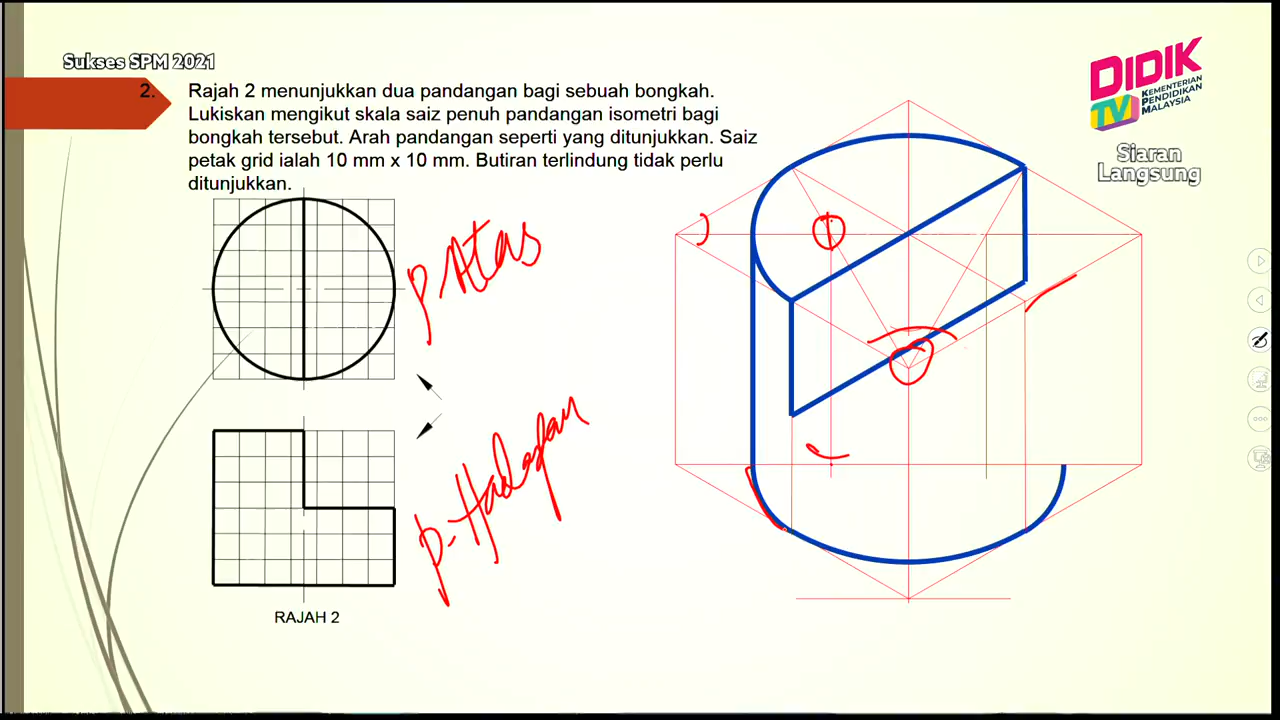 Sukses SPM 2021
DIDIK
TV KEMENTERIAN
PENDIDIKAN
MALAYSIA
Siaran
Langsung
2. Rajah 2 menunjukkan dua pandangan bagi sebuah bongkah.
Lukiskan mengikut skala saiz penuh pandangan isometri bagi
bongkah tersebut. Arah pandangan seperti yang ditunjukkan. Saiz
petak grid ialah 10 mm x 10 mm. Butiran terlindung tidak perlu
ditunjukkan.
P. Atas
P. Hadapan
RAJAH 2